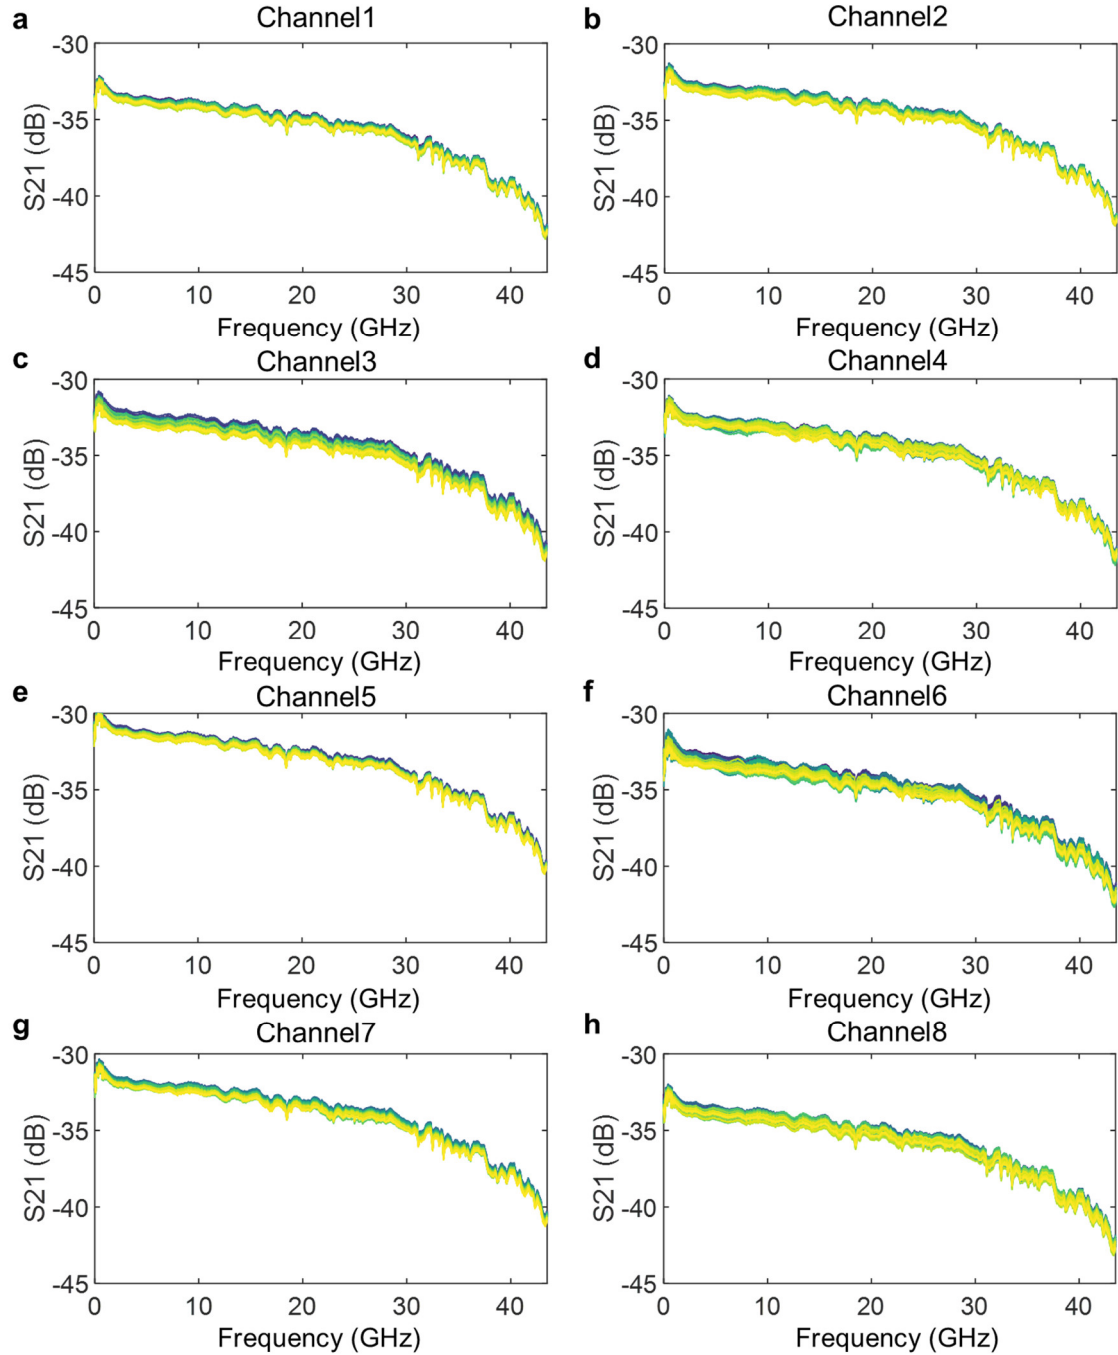 a Channel1
-30
-35
-40
-45
S21 (dB)
0 10 20 30 40
Frequency (GHz)
b Channel2
-30
-35
-40
-45
S21 (dB)
0 10 20 30 40
Frequency (GHz)
c Channel3
-30
-35
-40
-45
S21 (dB)
0 10 20 30 40
Frequency (GHz)
d Channel4
-30
-35
-40
-45
S21 (dB)
0 10 20 30 40
Frequency (GHz)
e Channel5
-30
-35
-40
-45
S21 (dB)
0 10 20 30 40
Frequency (GHz)
f Channel6
-30
-35
-40
-45
S21 (dB)
0 10 20 30 40
Frequency (GHz)
g Channel7
-30
-35
-40
-45
S21 (dB)
0 10 20 30 40
Frequency (GHz)
h Channel8
-30
-35
-40
-45
S21 (dB)
0 10 20 30 40
Frequency (GHz)